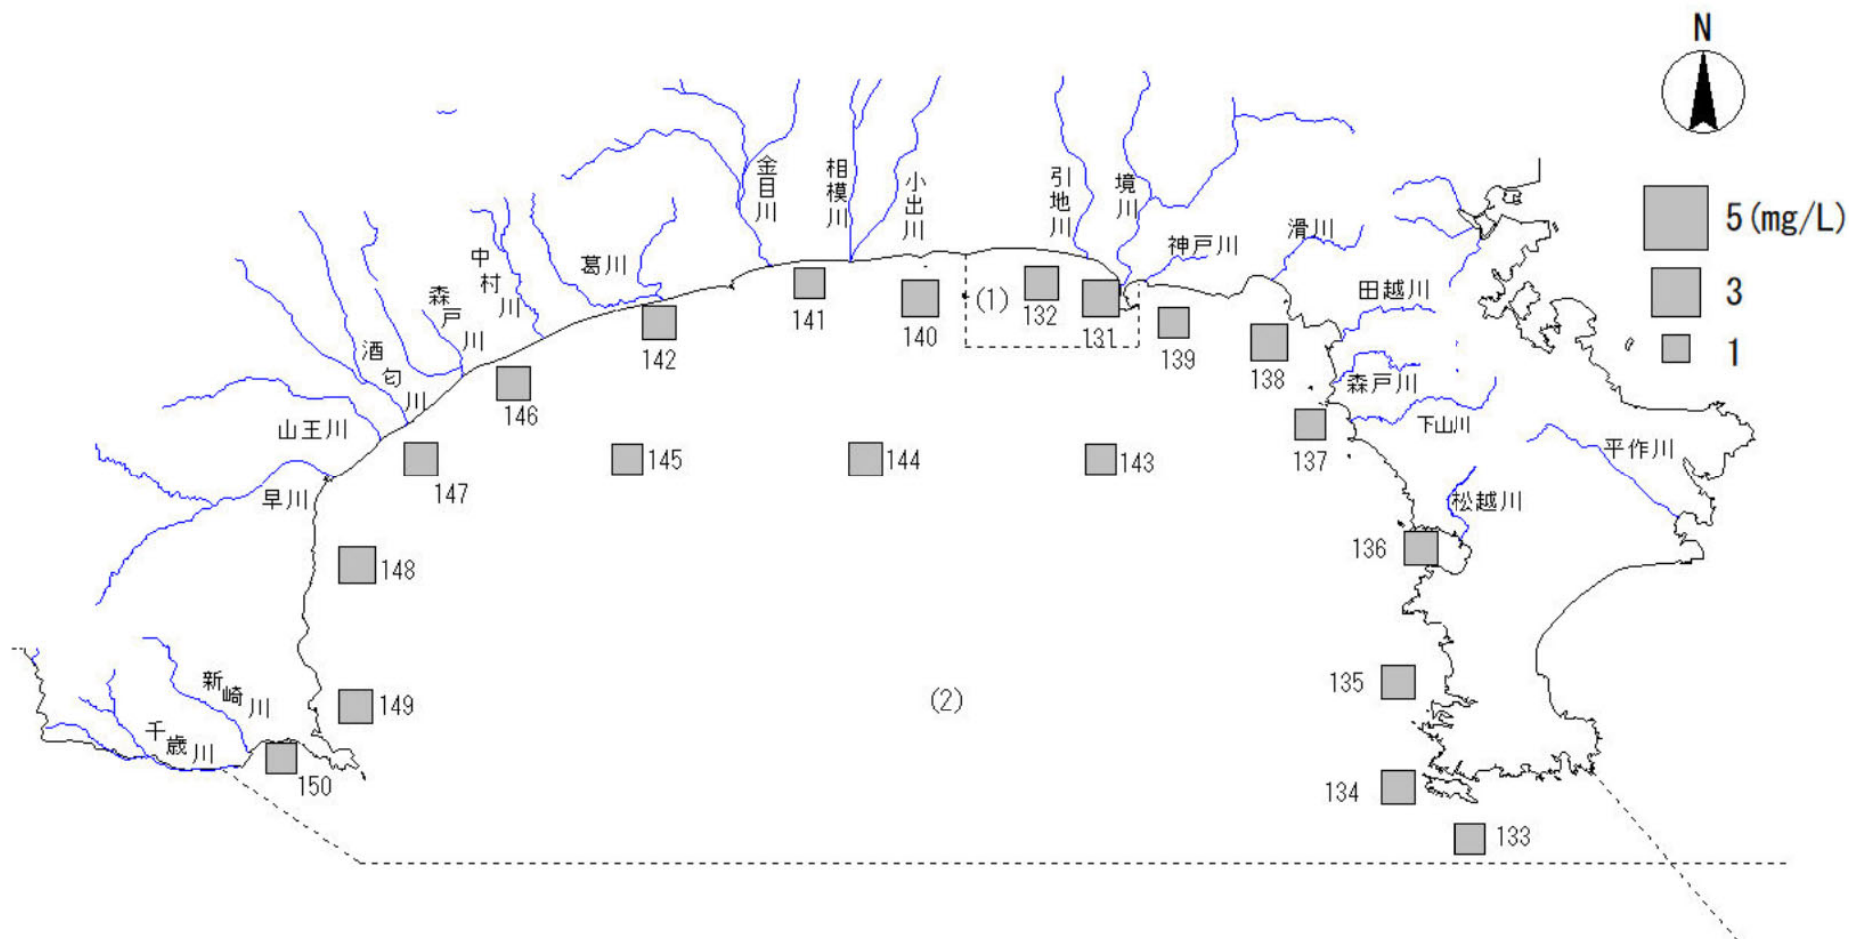 N
5(mg/L)
3
1
金目川
相模川
小出川
引地川
境川
神戸川
滑川
田越川
森戸川
下山川
平作川
松越川
葛川
中村川
森戸川
酒匂川
山王川
早川
新崎川
千歳川
(1)
(2)
141
140
132
131
139
138
142
146
137
147
145
144
143
136
148
135
149
150
134
133